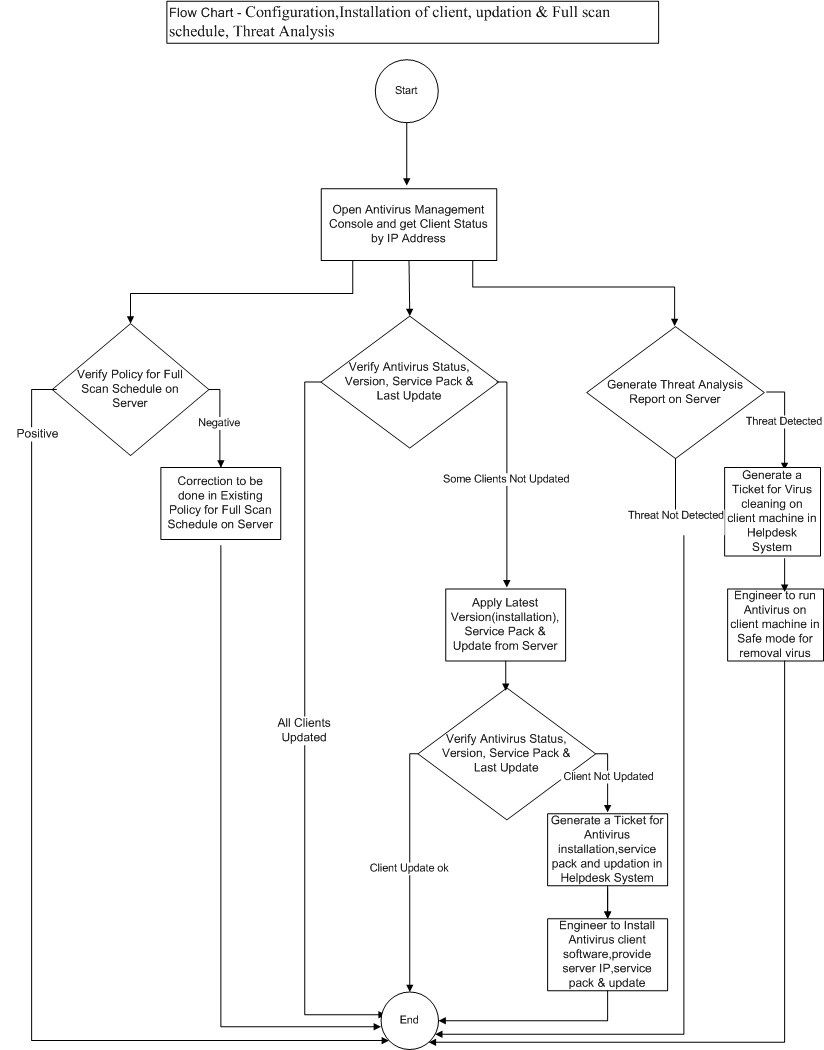 Flow Chart - Configuration,Installation of client, updation & Full scan
schedule, Threat Analysis
Start
Open Antivirus Management
Console and get Client Status
by IP Address
Verify Policy for Full
Scan Schedule on
Server
Verify Antivirus Status,
Version, Service Pack &
Last Update
Generate Threat Analysis
Report on Server
Positive
Negative
Threat Detected
Correction to be
done in Existing
Policy for Full Scan
Schedule on Server
Some Clients Not Updated
Threat Not Detected
Generate a
Ticket for Virus
cleaning on
client machine in
Helpdesk
System
Apply Latest
Version(installation),
Service Pack &
Update from Server
Engineer to run
Antivirus on
client machine in
Safe mode for
removal virus
All Clients
Updated
Verify Antivirus Status,
Version, Service Pack &
Last Update
Client Not Updated
Generate a Ticket for
Antivirus
installation,service
pack and updation in
Helpdesk System
Client Update ok
Engineer to Install
Antivirus client
software,provide
server IP,service
pack & update
End